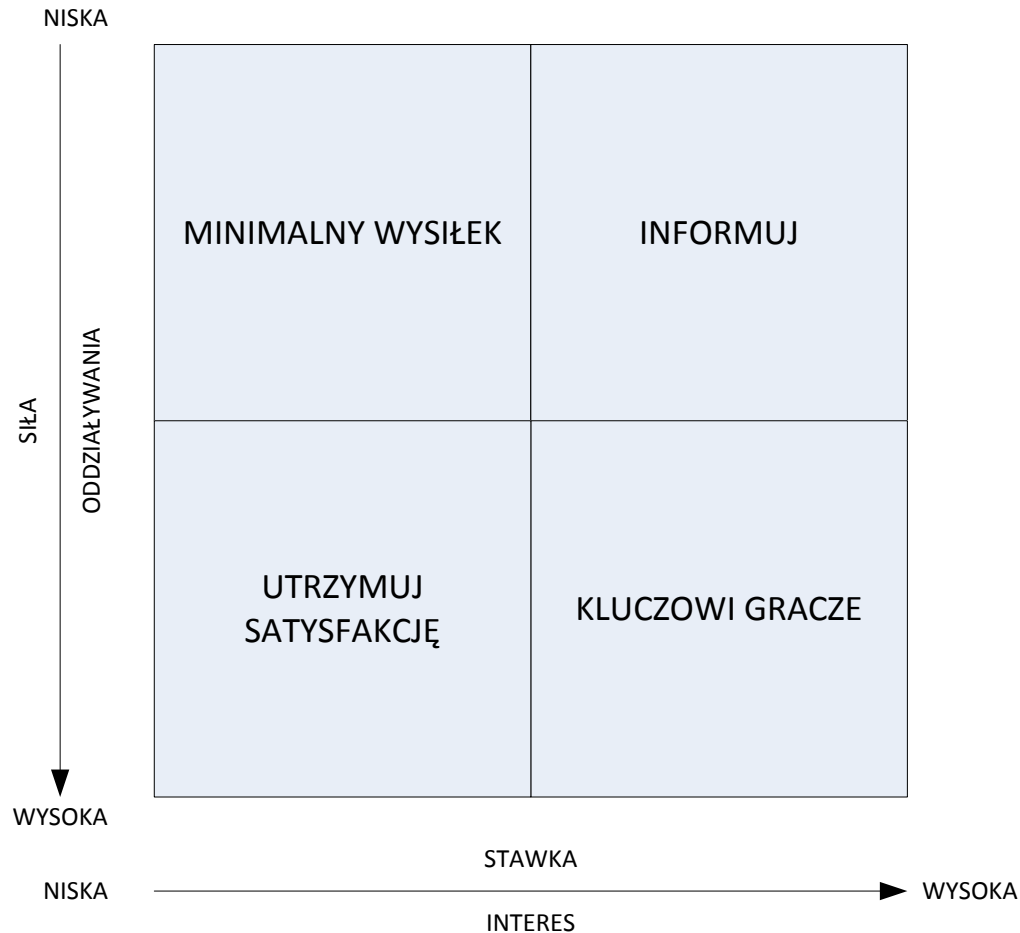 NISKA
MINIMALNY WYSIŁEK
INFORMUJ
SIŁA
ODDZIAŁYWANIA
UTRZYMUJ
SATYSFAKCJĘ
KLUCZOWI GRACZE
WYSOKA
STAWKA
NISKA
WYSOKA
INTERES